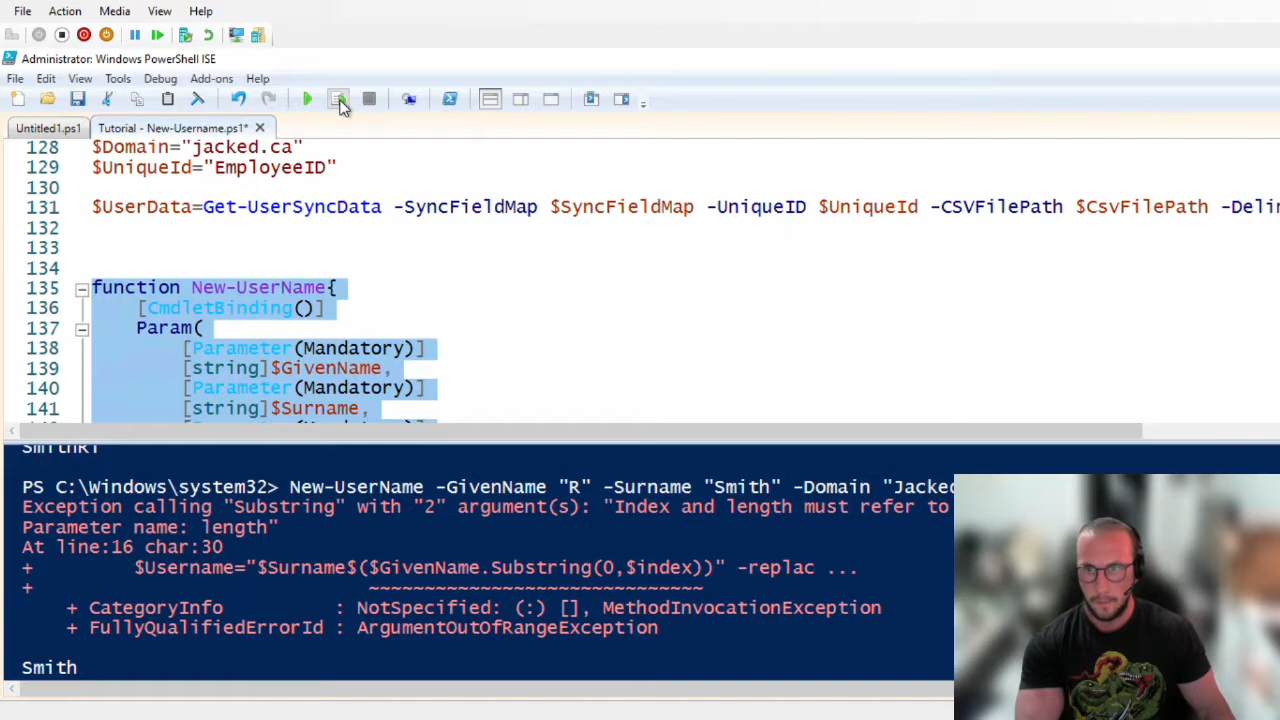 File Action Media View Help
Administrator: Windows PowerShell ISE
File Edit View Tools Debug Add-ons Help
Untitled1.ps1 Tutorial - New-Username.ps1*
128 $Domain="jacked.ca"
129 $UniqueId="EmployeeID"
130
131 $UserData=Get-UserSyncData -SyncFieldMap $SyncFieldMap -UniqueID $UniqueId -CSVFilePath $CsvFilePath -Deli
132
133
134
135 function New-UserName{
136 [CmdletBinding()]
137 Param(
138 [Parameter(Mandatory)]
139 [string]$GivenName,
140 [Parameter(Mandatory)]
141 [string]$Surname,
SmithRi
PS C:\Windows\system32> New-UserName -GivenName "R" -Surname "Smith" -Domain "Jacked
Exception calling "Substring" with "2" argument(s): "Index and length must refer to
Parameter name: length"
At line:16 char:30
+ $Username="$Surname$($GivenName.Substring(0,$index))" -replac ...
+ ~~~~~~~~~~~~~~~~~~~~~~~~~~~~~~
+ CategoryInfo : NotSpecified: (:) [], MethodInvocationException
+ FullyQualifiedErrorId : ArgumentOutOfRangeException
Smith